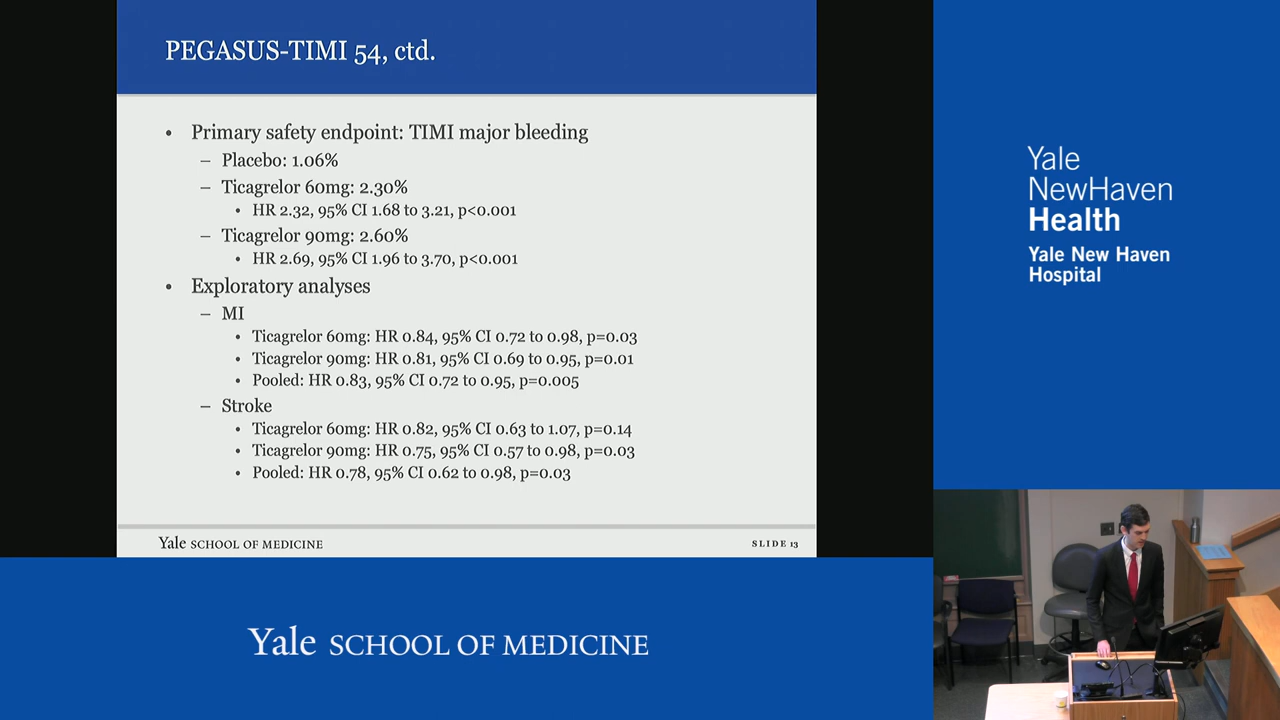 PEGASUS-TIMI 54, ctd.
• Primary safety endpoint: TIMI major bleeding
– Placebo: 1.06%
– Ticagrelor 60mg: 2.30%
• HR 2.32, 95% CI 1.68 to 3.21, p<0.001
– Ticagrelor 90mg: 2.60%
• HR 2.69, 95% CI 1.96 to 3.70, p<0.001
• Exploratory analyses
– MI
• Ticagrelor 60mg: HR 0.84, 95% CI 0.72 to 0.98, p=0.03
• Ticagrelor 90mg: HR 0.81, 95% CI 0.69 to 0.95, p=0.01
• Pooled: HR 0.83, 95% CI 0.72 to 0.95, p=0.005
– Stroke
• Ticagrelor 60mg: HR 0.82, 95% CI 0.63 to 1.07, p=0.14
• Ticagrelor 90mg: HR 0.75, 95% CI 0.57 to 0.98, p=0.03
• Pooled: HR 0.78, 95% CI 0.62 to 0.98, p=0.03
Yale SCHOOL OF MEDICINE
SLIDE 13
Yale
NewHaven
Health
Yale New Haven
Hospital
Yale SCHOOL OF MEDICINE